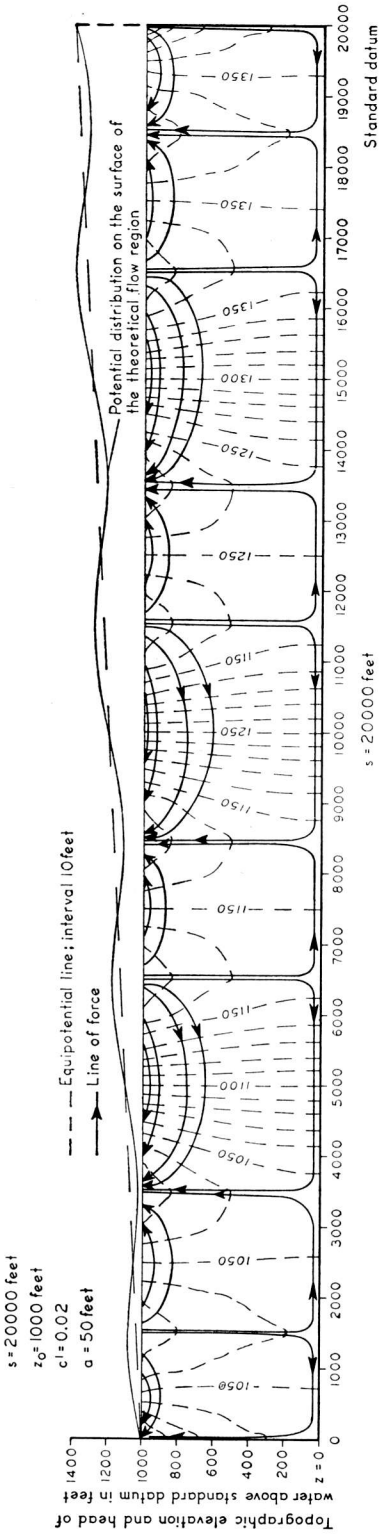 s = 20000 feet
z₀ = 1000 feet
c' = 0.02
a = 50 feet
— — Equipotential line; interval 10 feet
Line of force
Potential distribution on the surface of
the theoretical flow region
Topographic elevation and head of
water above standard datum in feet
1400
1200
1000
800
600
400
200
z = 0
1050
1050
1050
1100
1150
1150
1150
1250
1150
1250
1250
1300
1350
1350
1350
0 1000 2000 3000 4000 5000 6000 7000 8000 9000 10000 11000 12000 13000 14000 15000 16000 17000 18000 19000 20000
s = 20000 feet
Standard datum